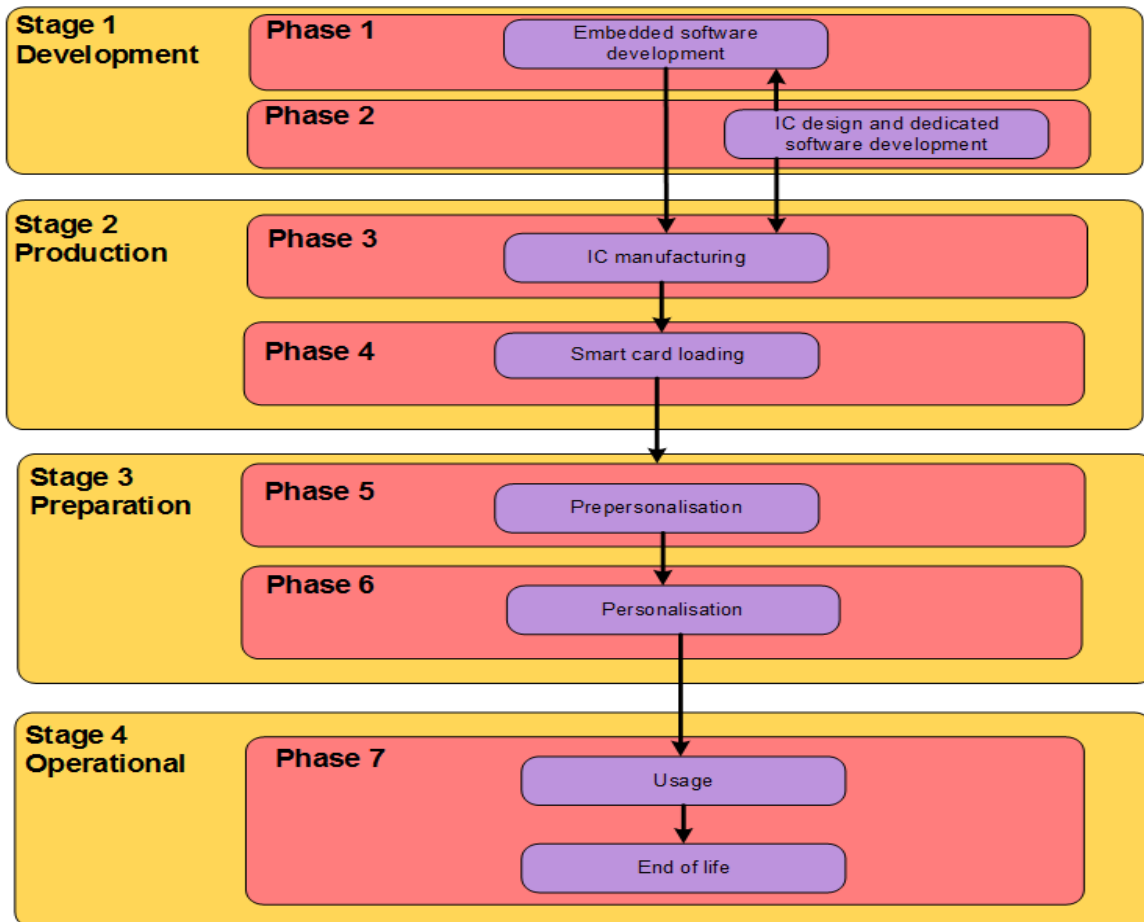 Stage 1
Development
Phase 1
Embedded software
development
Phase 2
IC design and dedicated
software development
Stage 2
Production
Phase 3
IC manufacturing
Phase 4
Smart card loading
Stage 3
Preparation
Phase 5
Prepersonalisation
Phase 6
Personalisation
Stage 4
Operational
Phase 7
Usage
End of life